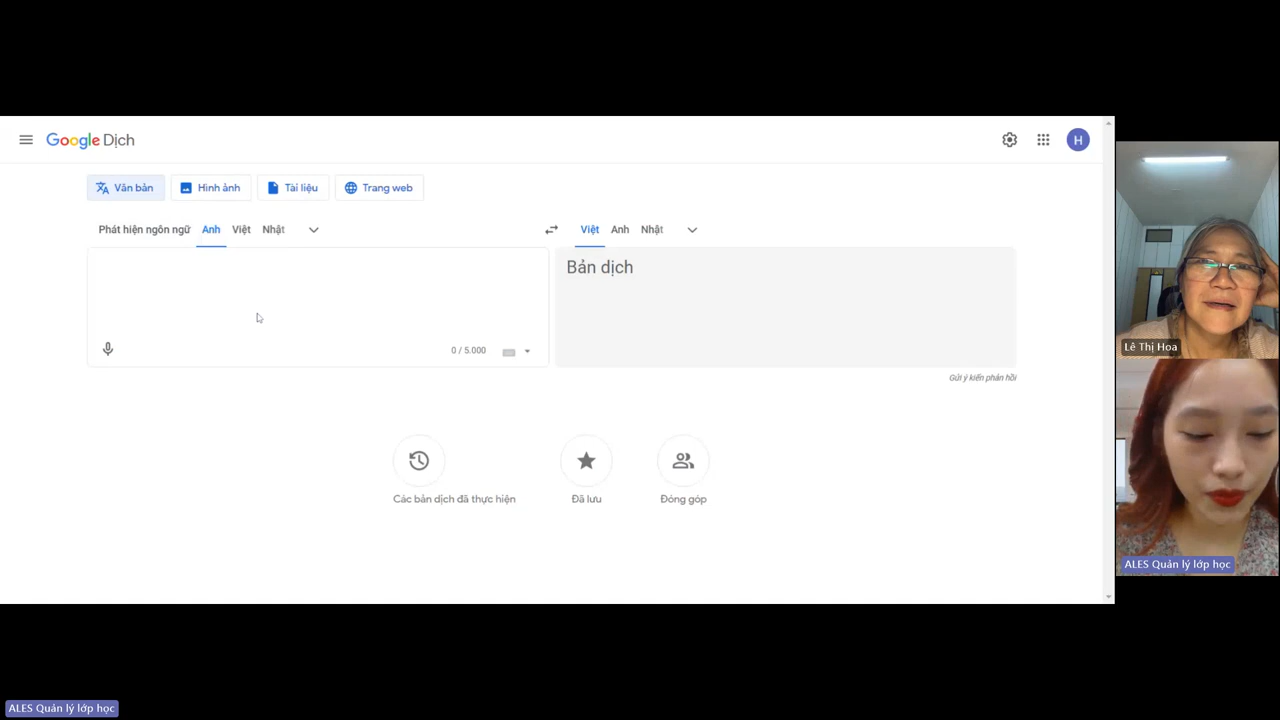 Google Dịch
H
Văn bản Hình ảnh Tài liệu Trang web
Phát hiện ngôn ngữ Anh Việt Nhật
Việt Anh Nhật
Bản dịch
0 / 5.000
Gửi ý kiến phản hồi
Các bản dịch đã thực hiện
Đã lưu
Đóng góp
Lê Thị Hoa
ALES Quản lý lớp học
ALES Quản lý lớp học